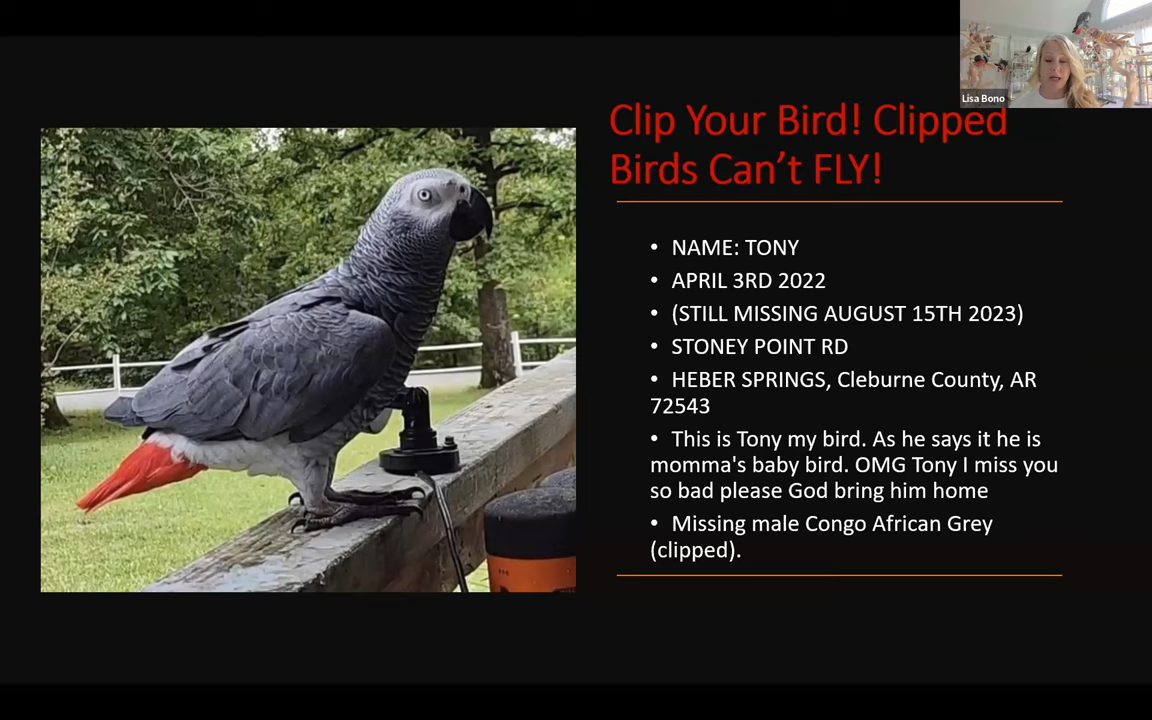 Lisa Bono
Clip Your Bird! Clipped
Birds Can't FLY!
• NAME: TONY
• APRIL 3RD 2022
• (STILL MISSING AUGUST 15TH 2023)
• STONEY POINT RD
• HEBER SPRINGS, Cleburne County, AR
72543
• This is Tony my bird. As he says it he is
momma's baby bird. OMG Tony I miss you
so bad please God bring him home
• Missing male Congo African Grey
(clipped).